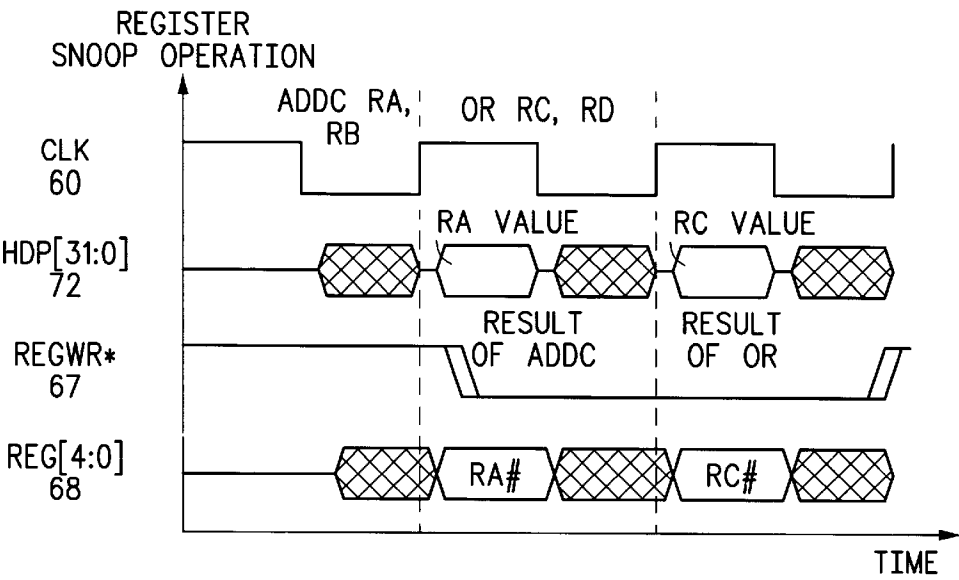 REGISTER
SNOOP OPERATION
ADDC RA,
RB
OR RC, RD
CLK
60
RA VALUE
RC VALUE
HDP[31:0]
72
RESULT
OF ADDC
RESULT
OF OR
REGWR*
67
REG[4:0]
68
RA#
RC#
TIME